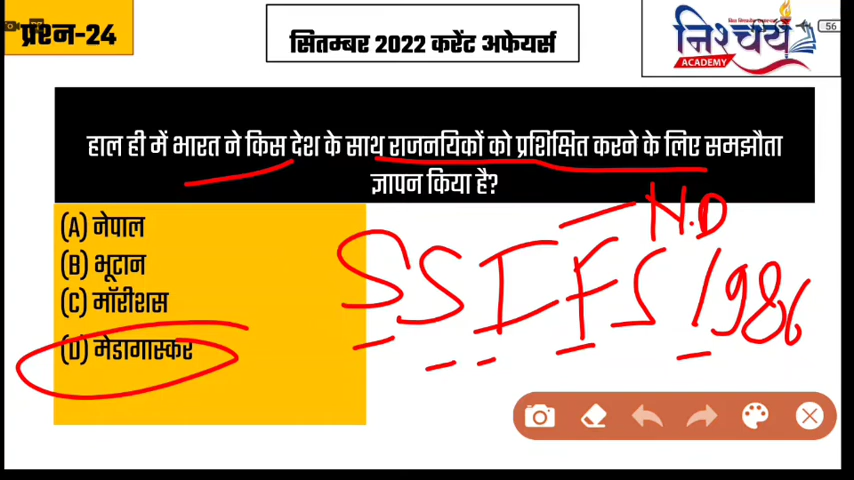 प्रश्न-24
सितम्बर 2022 करेंट अफेयर्स
निश्चय
ACADEMY
56
हाल ही में भारत ने किस देश के साथ राजनयिकों को प्रशिक्षित करने के लिए समझौता
ज्ञापन किया है?
(A) नेपाल
(B) भूटान
(C) मॉरीशस
(D) मेडागास्कर
N.D
SSIFS 1986